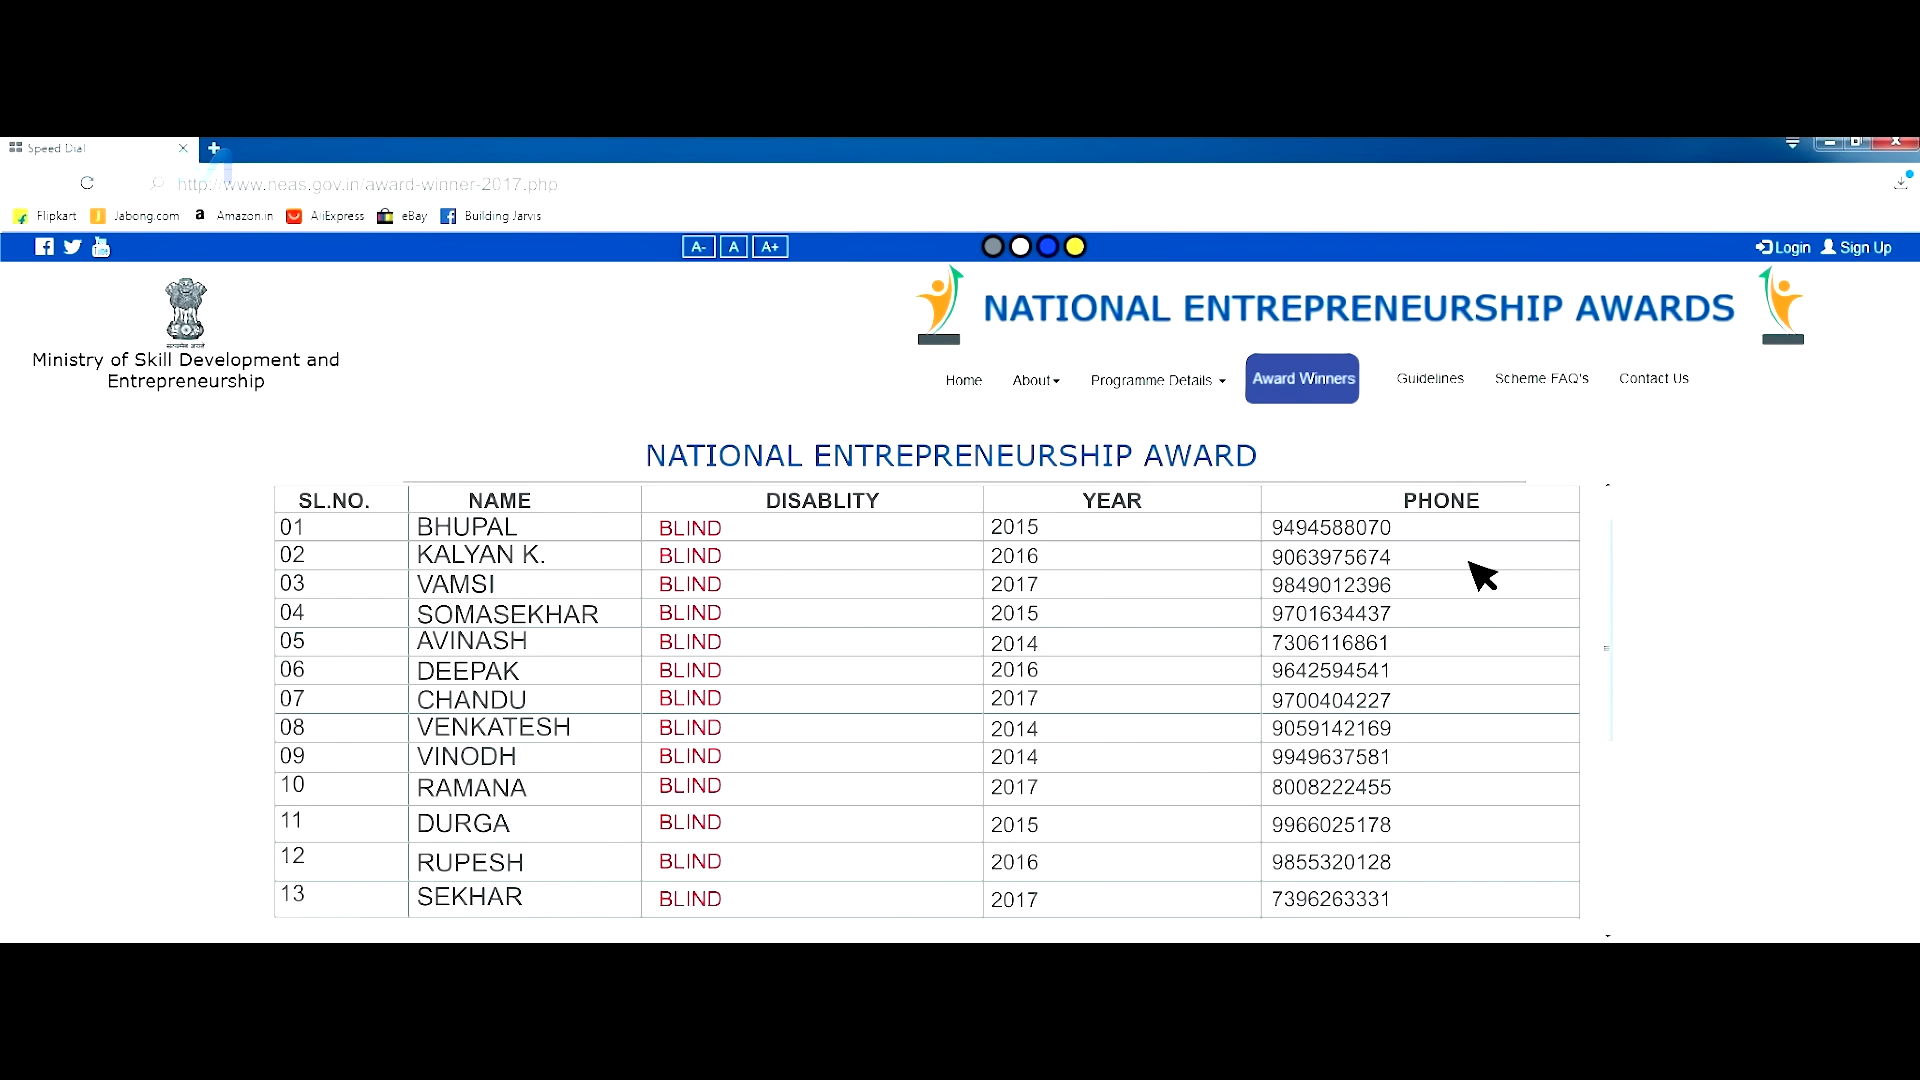 Speed Dial
http://www.neas.gov.in/award-winner-2017.php
Flipkart Jabong.com Amazon.in AliExpress eBay Building Jarvis
A- A A+ Login Sign Up
NATIONAL ENTREPRENEURSHIP AWARDS
Ministry of Skill Development and
Entrepreneurship
Home About Programme Details Award Winners Guidelines Scheme FAQ's Contact Us
NATIONAL ENTREPRENEURSHIP AWARD
SL.NO. NAME DISABLITY YEAR PHONE
01 BHUPAL BLIND 2015 9494588070
02 KALYAN K. BLIND 2016 9063975674
03 VAMSI BLIND 2017 9849012396
04 SOMASEKHAR BLIND 2015 9701634437
05 AVINASH BLIND 2014 7306116861
06 DEEPAK BLIND 2016 9642594541
07 CHANDU BLIND 2017 9700404227
08 VENKATESH BLIND 2014 9059142169
09 VINODH BLIND 2014 9949637581
10 RAMANA BLIND 2017 8008222455
11 DURGA BLIND 2015 9966025178
12 RUPESH BLIND 2016 9855320128
13 SEKHAR BLIND 2017 7396263331